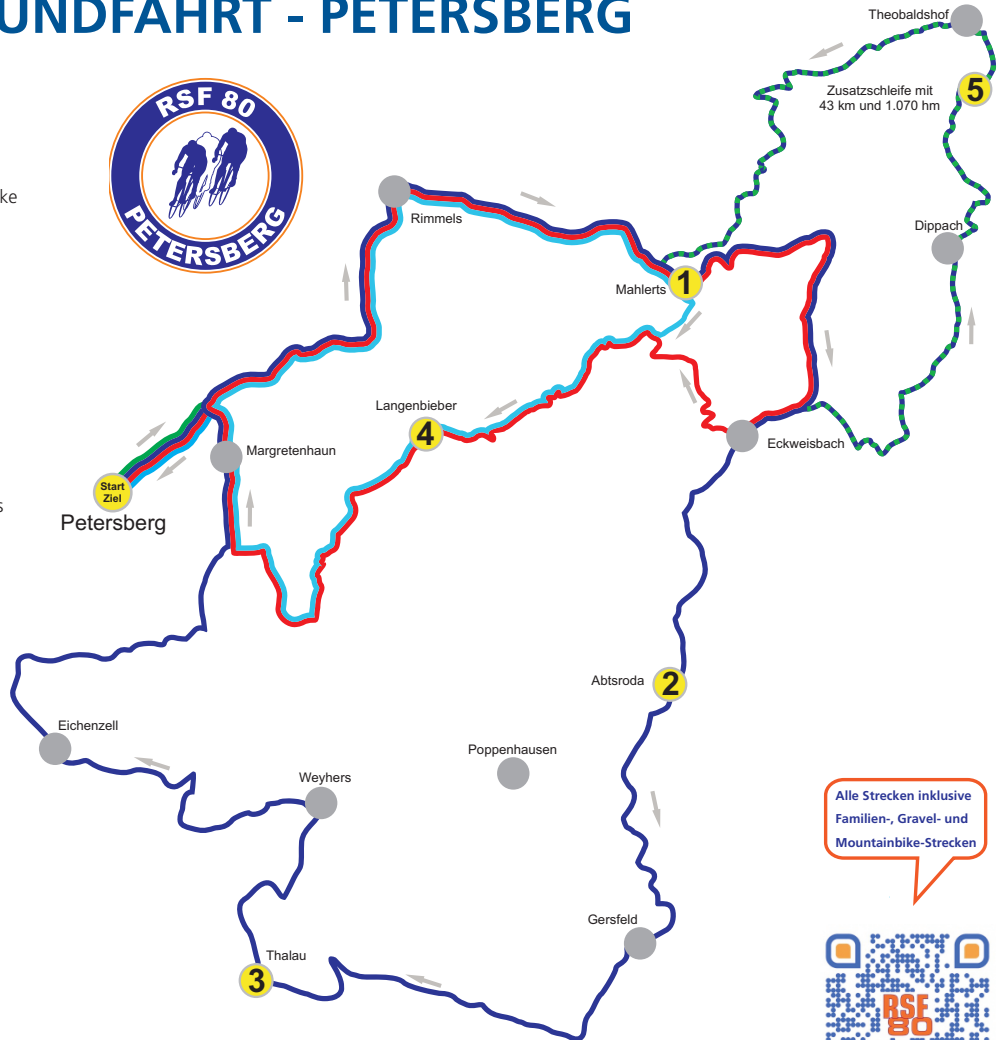 UNDFAHRT - PETERSBERG
Theobaldshof
Zusatzschleife mit
43 km und 1.070 hm
5
RSF 80
PETERSBERG
ke
Rimmels
Dippach
Mahlerts
1
Langenbieber
4
Eckweisbach
Margretenhaun
Start
Ziel
s
Petersberg
Abtsroda
2
Eichenzell
Poppenhausen
Weyhers
Alle Strecken inklusive
Familien-, Gravel- und
Mountainbike-Strecken
Gersfeld
Thalau
3
RSF
80